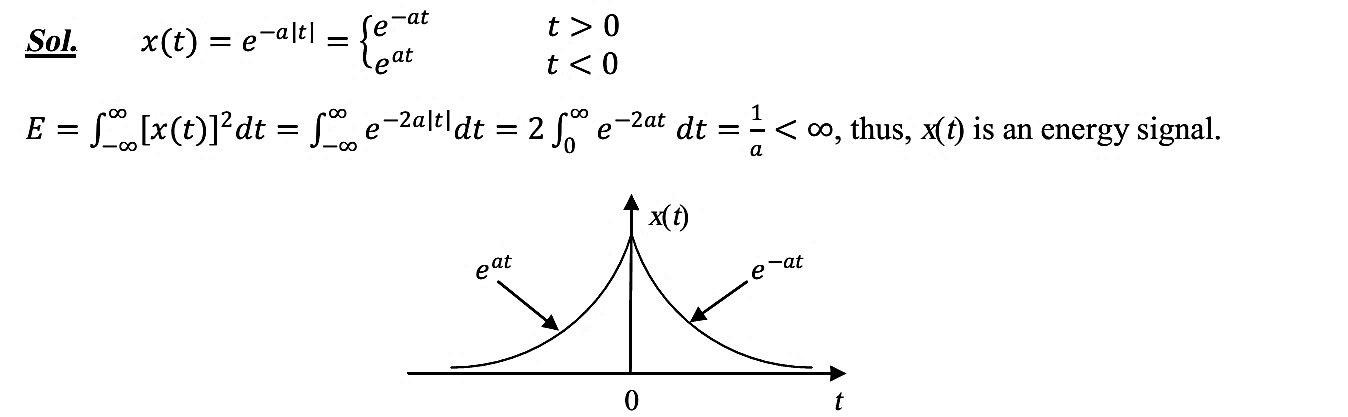 Sol. x(t) = e^{-a|t|} = { e^{-at} t > 0
e^{at} t < 0
E = ∫_{-∞}^{∞} [x(t)]² dt = ∫_{-∞}^{∞} e^{-2a|t|} dt = 2 ∫_0^∞ e^{-2at} dt = 1/a < ∞, thus, x(t) is an energy signal.
x(t)
e^{at} e^{-at}
0 t